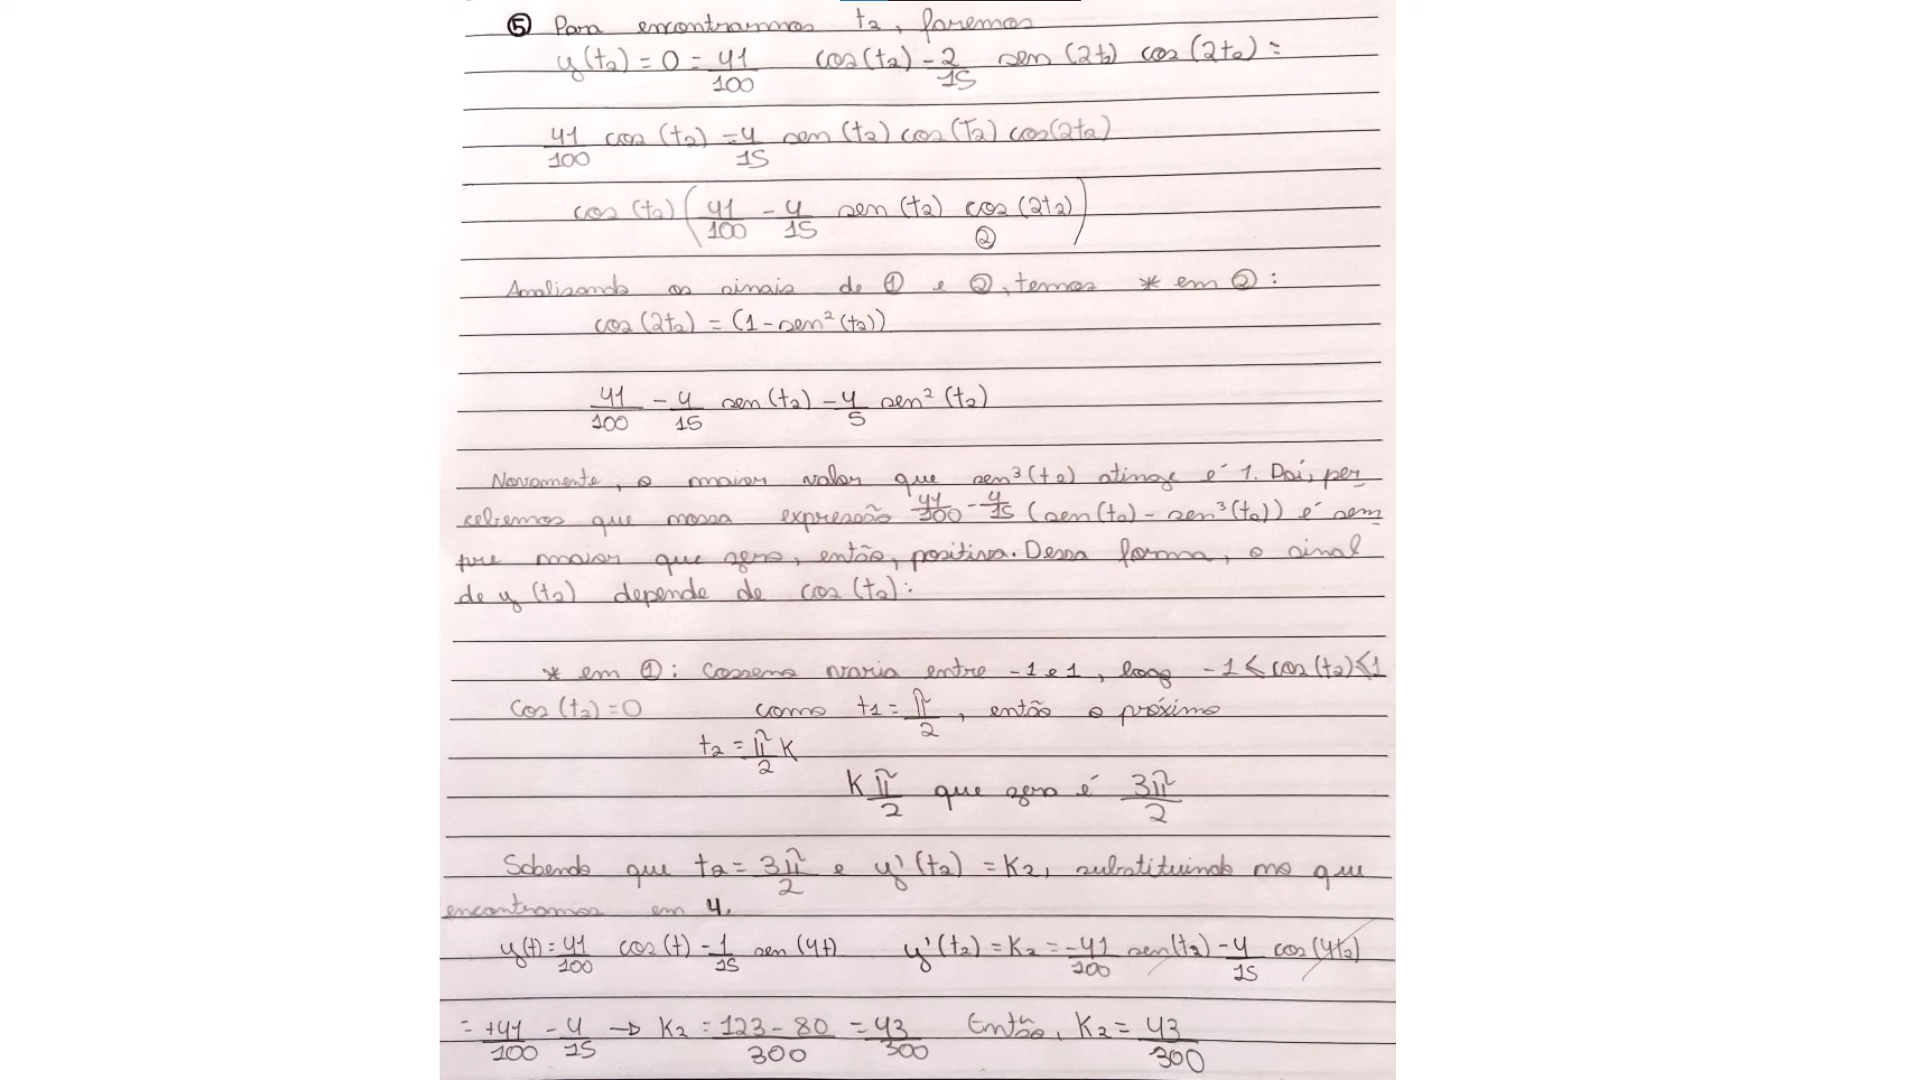 ⑤ Para encontrarmos t₂, faremos
y(t₂) = 0 = 41/100 cos(t₂) - 2/15 sen(2t₂) cos(2t₂) =
41/100 cos(t₂) - 4/15 sen(t₂) cos(T₂) cos(2t₂)
cos(t₂) (41/100 - 4/15 sen(t₂) cos(2t₂))
②
Analisando os sinais de ① e ②, temos * em ②:
cos(2t₂) = (1 - sen²(t₂))
41/100 - 4/15 sen(t₂) - 4/5 sen²(t₂)
Novamente, o maior valor que sen³(t₂) atinge é 1. Daí, per
cebemos que nossa expressão 41/100 - 4/15 (sen(t₂) - sen³(t₂)) é sem
pre maior que zero, então, positiva. Dessa forma, o sinal
de y(t₂) depende de cos(t₂):
* em ①: Cosseno varia entre -1 e 1, logo -1 ≤ cos(t₂) ≤ 1
cos(t₂) = 0 como t₁ = π/2, então o próximo
t₂ = π/2 K
K π/2 que zera é 3π/2
Sabendo que t₂ = 3π/2 e y'(t₂) = K₂, substituindo no que
encontramos em 4.
y(t) = 41/100 cos(t) - 1/15 sen(4t) y'(t₂) = K₂ = -41/100 sen(t₂) - 4/15 cos(4t₂)
= +41/100 - 4/15 → K₂ = 123 - 80/300 = 43/300 Então, K₂ = 43/300